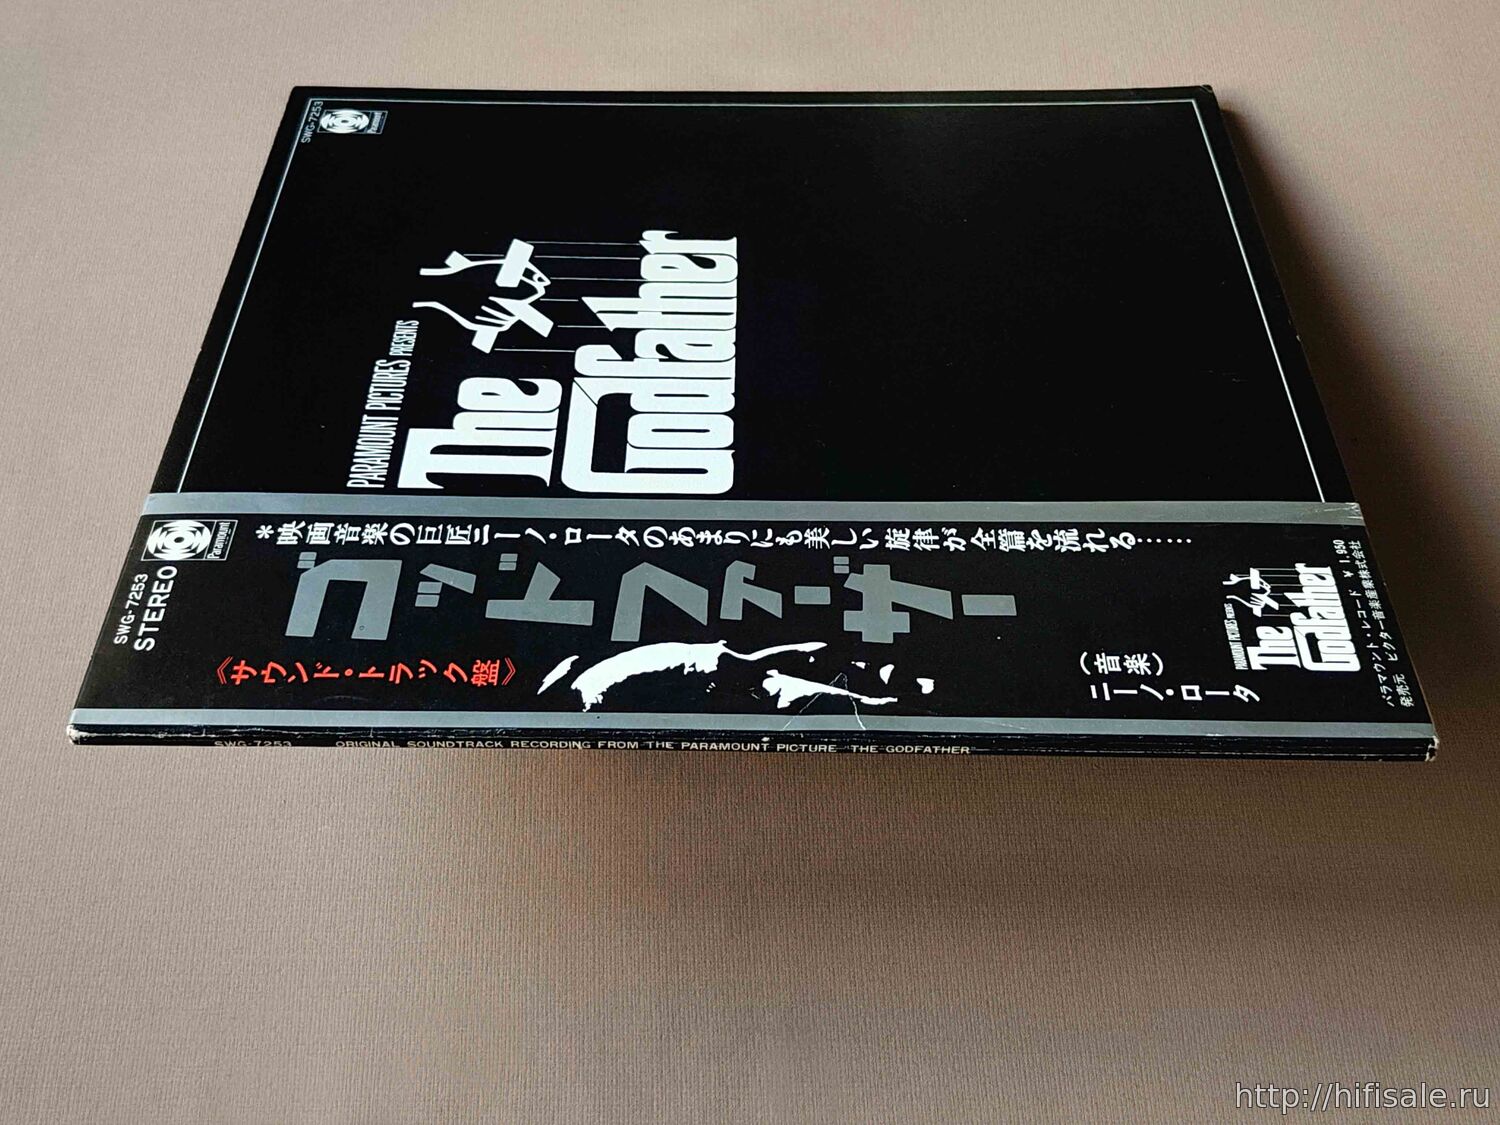 SWG-7253
Paramount
PARAMOUNT PICTURES PRESENTS
The
Godfather
Paramount
SWG-7253
STEREO
*映画音楽の巨匠ニーノ・ロータのあまりにも美しい旋律が全篇を流れる……
ゴッドファーザー
《サウンド・トラック盤》
(音楽)
ニーノ・ロータ
PARAMOUNT PICTURES PRESENTS
The
Godfather
パラマウント・レコード ¥1,950
発売元 ビクター音楽産業株式会社
SWG-7253 ORIGINAL SOUNDTRACK RECORDING FROM THE PARAMOUNT PICTURE "THE GODFATHER"
http://hifisale.ru